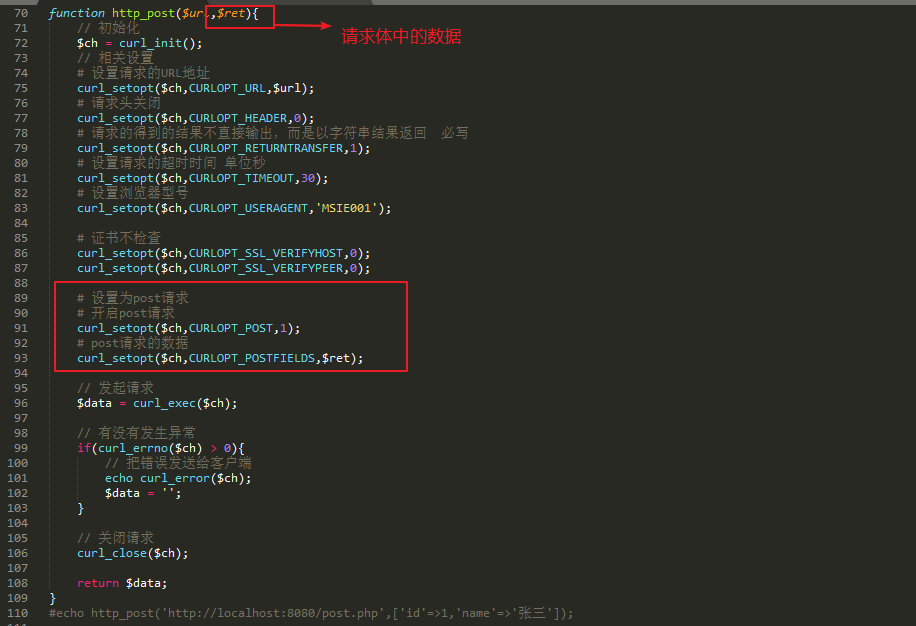 70 function http_post($url,$ret){
请求体中的数据
71 // 初始化
72 $ch = curl_init();
73 // 相关设置
74 # 设置请求的URL地址
75 curl_setopt($ch,CURLOPT_URL,$url);
76 # 请求头关闭
77 curl_setopt($ch,CURLOPT_HEADER,0);
78 # 请求的得到的结果不直接输出，而是以字符串结果返回 必写
79 curl_setopt($ch,CURLOPT_RETURNTRANSFER,1);
80 # 设置请求的超时时间 单位秒
81 curl_setopt($ch,CURLOPT_TIMEOUT,30);
82 # 设置浏览器型号
83 curl_setopt($ch,CURLOPT_USERAGENT,'MSIE001');
84
85 # 证书不检查
86 curl_setopt($ch,CURLOPT_SSL_VERIFYHOST,0);
87 curl_setopt($ch,CURLOPT_SSL_VERIFYPEER,0);
88
89 # 设置为post请求
90 # 开启post请求
91 curl_setopt($ch,CURLOPT_POST,1);
92 # post请求的数据
93 curl_setopt($ch,CURLOPT_POSTFIELDS,$ret);
94
95 // 发起请求
96 $data = curl_exec($ch);
97
98 // 有没有发生异常
99 if(curl_errno($ch) > 0){
100 // 把错误发送给客户端
101 echo curl_error($ch);
102 $data = '';
103 }
104
105 // 关闭请求
106 curl_close($ch);
107
108 return $data;
109 }
110 #echo http_post('http://localhost:8080/post.php',['id'=>1,'name'=>'张三']);